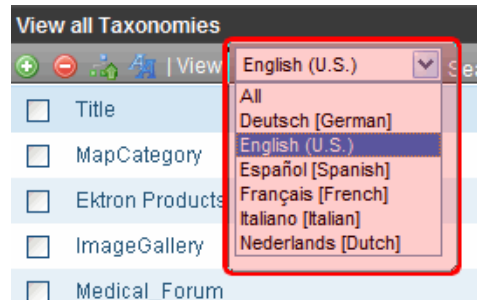 View all Taxonomies
| View English (U.S.) Sea
Title
All
Deutsch [German]
MapCategory
English (U.S.)
Español [Spanish]
Ektron Products
Français [French]
Italiano [Italian]
ImageGallery
Nederlands [Dutch]
Medical_Forum